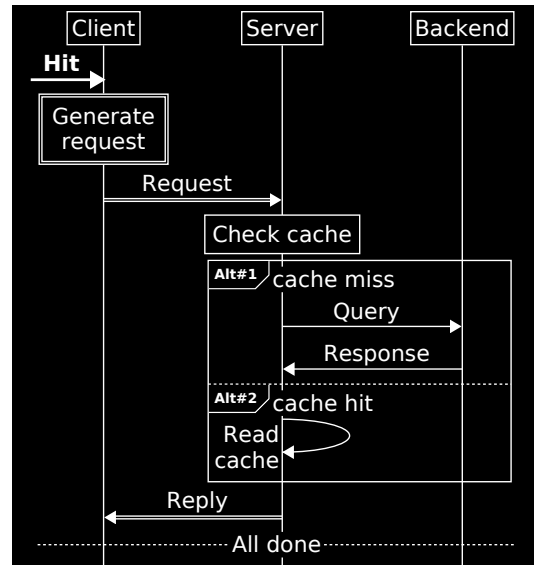 Client Server Backend
Hit
Generate
request
Request
Check cache
Alt#1 cache miss
Query
Response
Alt#2 cache hit
Read
cache
Reply
All done